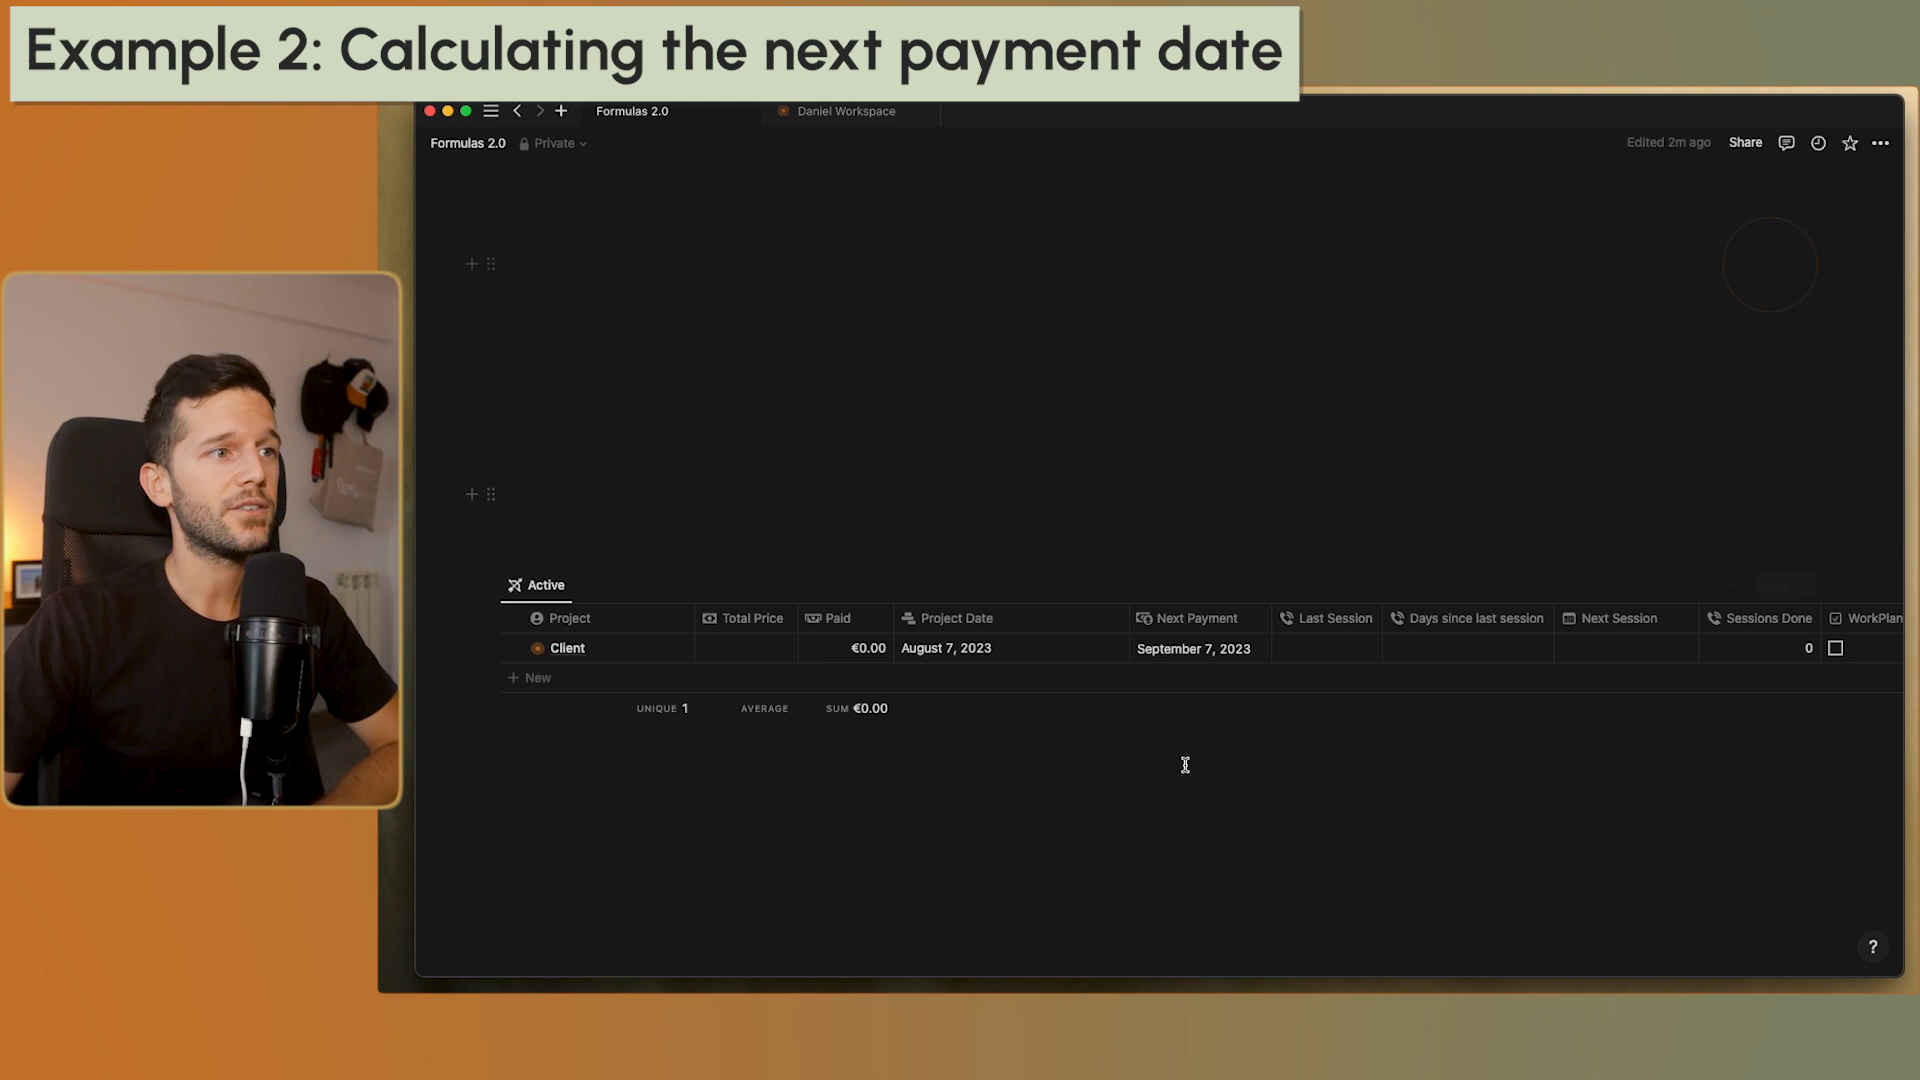 Example 2: Calculating the next payment date
Formulas 2.0
Daniel Workspace
Formulas 2.0 Private
Edited 2m ago Share
Active
Project Total Price Paid Project Date Next Payment Last Session Days since last session Next Session Sessions Done WorkPlan
Client €0.00 August 7, 2023 September 7, 2023 0
New
UNIQUE 1 AVERAGE SUM €0.00
?